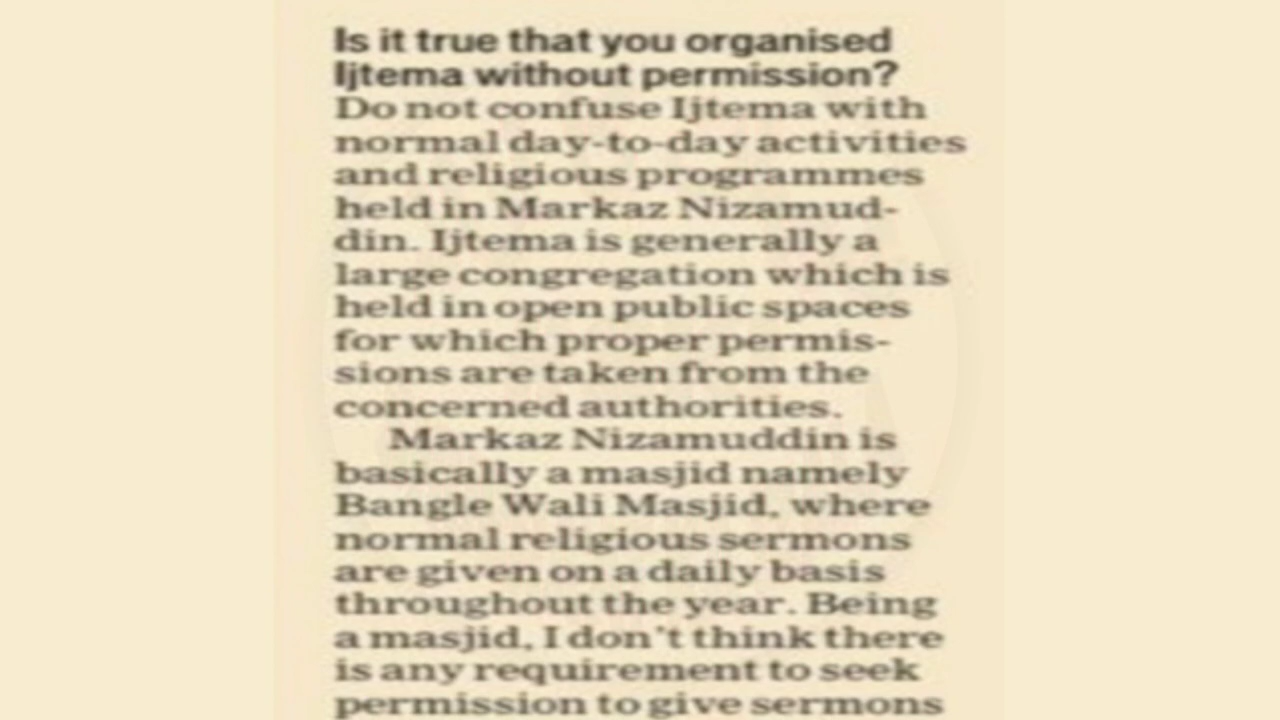 Is it true that you organised
Ijtema without permission?
Do not confuse Ijtema with
normal day-to-day activities
and religious programmes
held in Markaz Nizamud-
din. Ijtema is generally a
large congregation which is
held in open public spaces
for which proper permis-
sions are taken from the
concerned authorities.
Markaz Nizamuddin is
basically a masjid namely
Bangle Wali Masjid, where
normal religious sermons
are given on a daily basis
throughout the year. Being
a masjid, I don't think there
is any requirement to seek
permission to give sermons